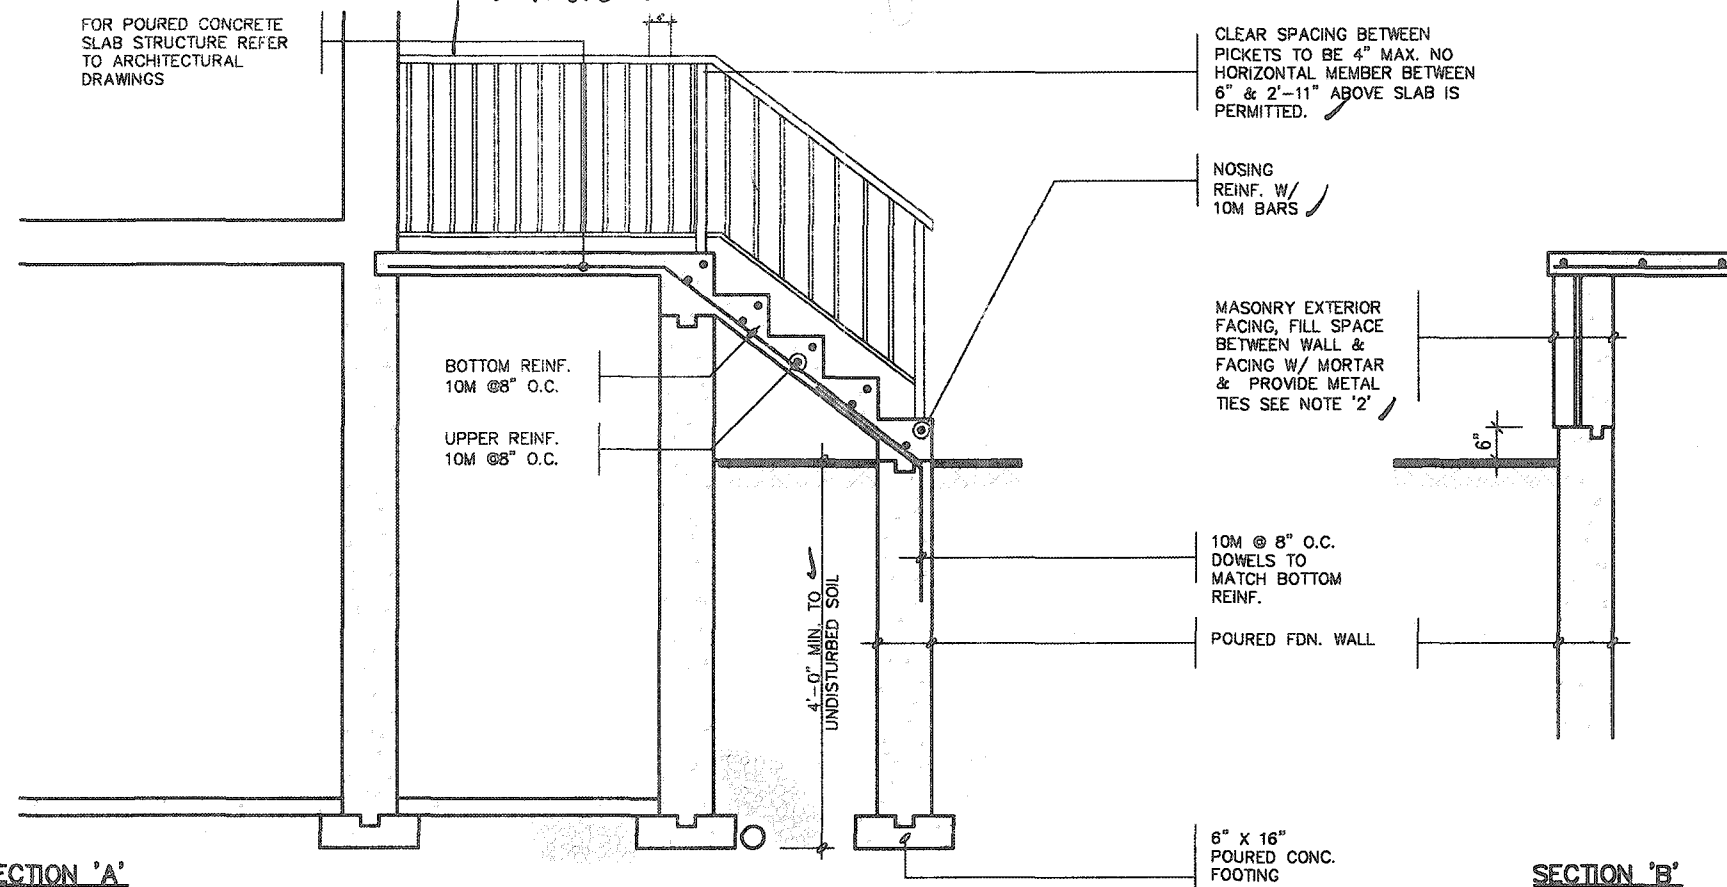 FOR POURED CONCRETE
SLAB STRUCTURE REFER
TO ARCHITECTURAL
DRAWINGS
CLEAR SPACING BETWEEN
PICKETS TO BE 4" MAX. NO
HORIZONTAL MEMBER BETWEEN
6" & 2'-11" ABOVE SLAB IS
PERMITTED.
NOSING
REINF. W/
10M BARS
MASONRY EXTERIOR
FACING, FILL SPACE
BETWEEN WALL &
FACING W/ MORTAR
& PROVIDE METAL
TIES SEE NOTE '2'
6"
BOTTOM REINF.
10M @8" O.C.
UPPER REINF.
10M @8" O.C.
4'-0" MIN. TO
UNDISTURBED SOIL
10M @ 8" O.C.
DOWELS TO
MATCH BOTTOM
REINF.
POURED FDN. WALL
6" X 16"
POURED CONC.
FOOTING
ECTION 'A'
SECTION 'B'